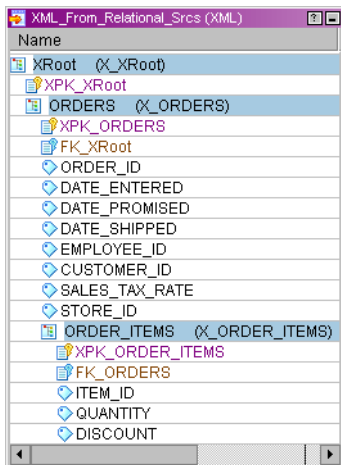 XML_From_Relational_Srcs (XML)
Name
XRoot (X_XRoot)
XPK_XRoot
ORDERS (X_ORDERS)
XPK_ORDERS
FK_XRoot
ORDER_ID
DATE_ENTERED
DATE_PROMISED
DATE_SHIPPED
EMPLOYEE_ID
CUSTOMER_ID
SALES_TAX_RATE
STORE_ID
ORDER_ITEMS (X_ORDER_ITEMS)
XPK_ORDER_ITEMS
FK_ORDERS
ITEM_ID
QUANTITY
DISCOUNT